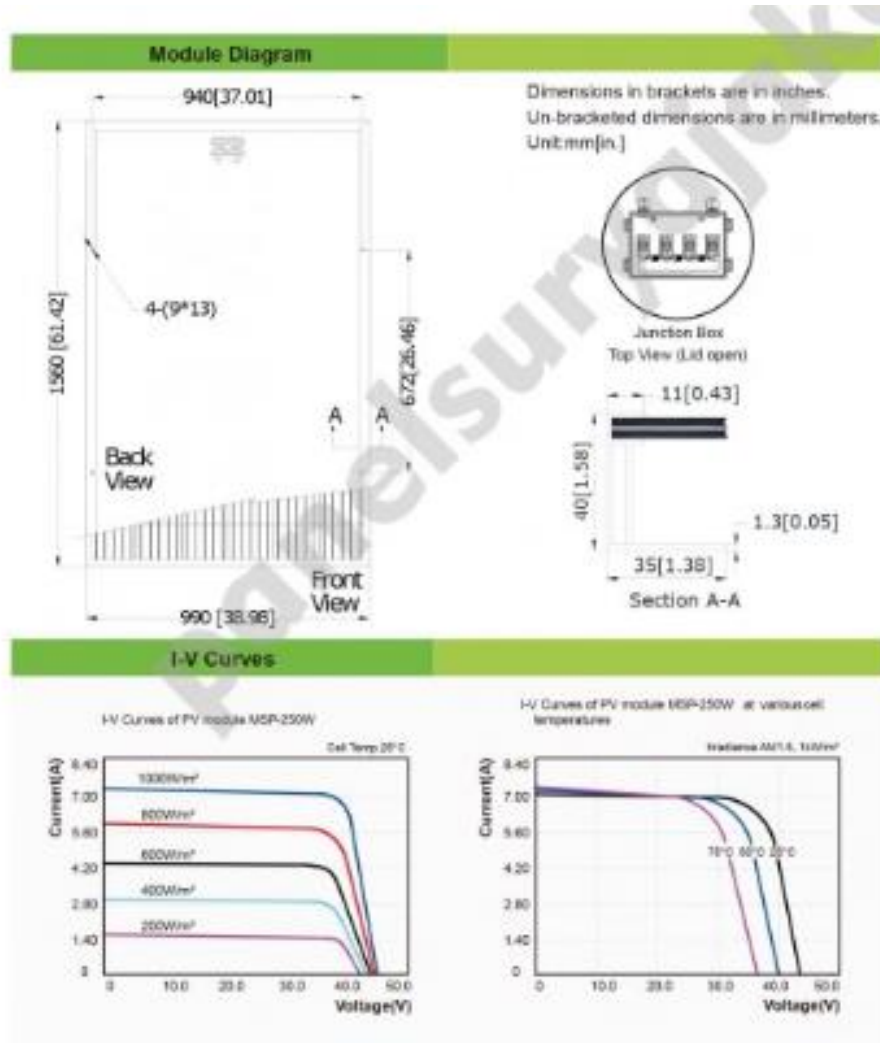 Module Diagram
940[37.01]
Dimensions in brackets are in inches.
Un-bracketed dimensions are in millimeters.
Unit:mm[in.]
4-(9*13)
1560 [61.42]
672[26.46]
A A
Back
View
Front
View
990 [38.98]
Junction Box
Top View (Lid open)
11[0.43]
40[1.58]
1.3[0.05]
35[1.38]
Section A-A
I-V Curves
I-V Curves of PV module MSP-250W
Cell Temp.25°C
Current(A)
8.40
7.00
5.60
4.20
2.80
1.40
0
1000W/m²
800W/m²
600W/m²
400W/m²
200W/m²
0 10.0 20.0 30.0 40.0 50.0
Voltage(V)
I-V Curves of PV module MSP-250W at various cell
temperatures
Irradiance AM1.5, 1kW/m²
Current(A)
8.40
7.00
5.60
4.20
2.80
1.40
0
50°C 25°C
0 10.0 20.0 30.0 40.0 50.0
Voltage(V)